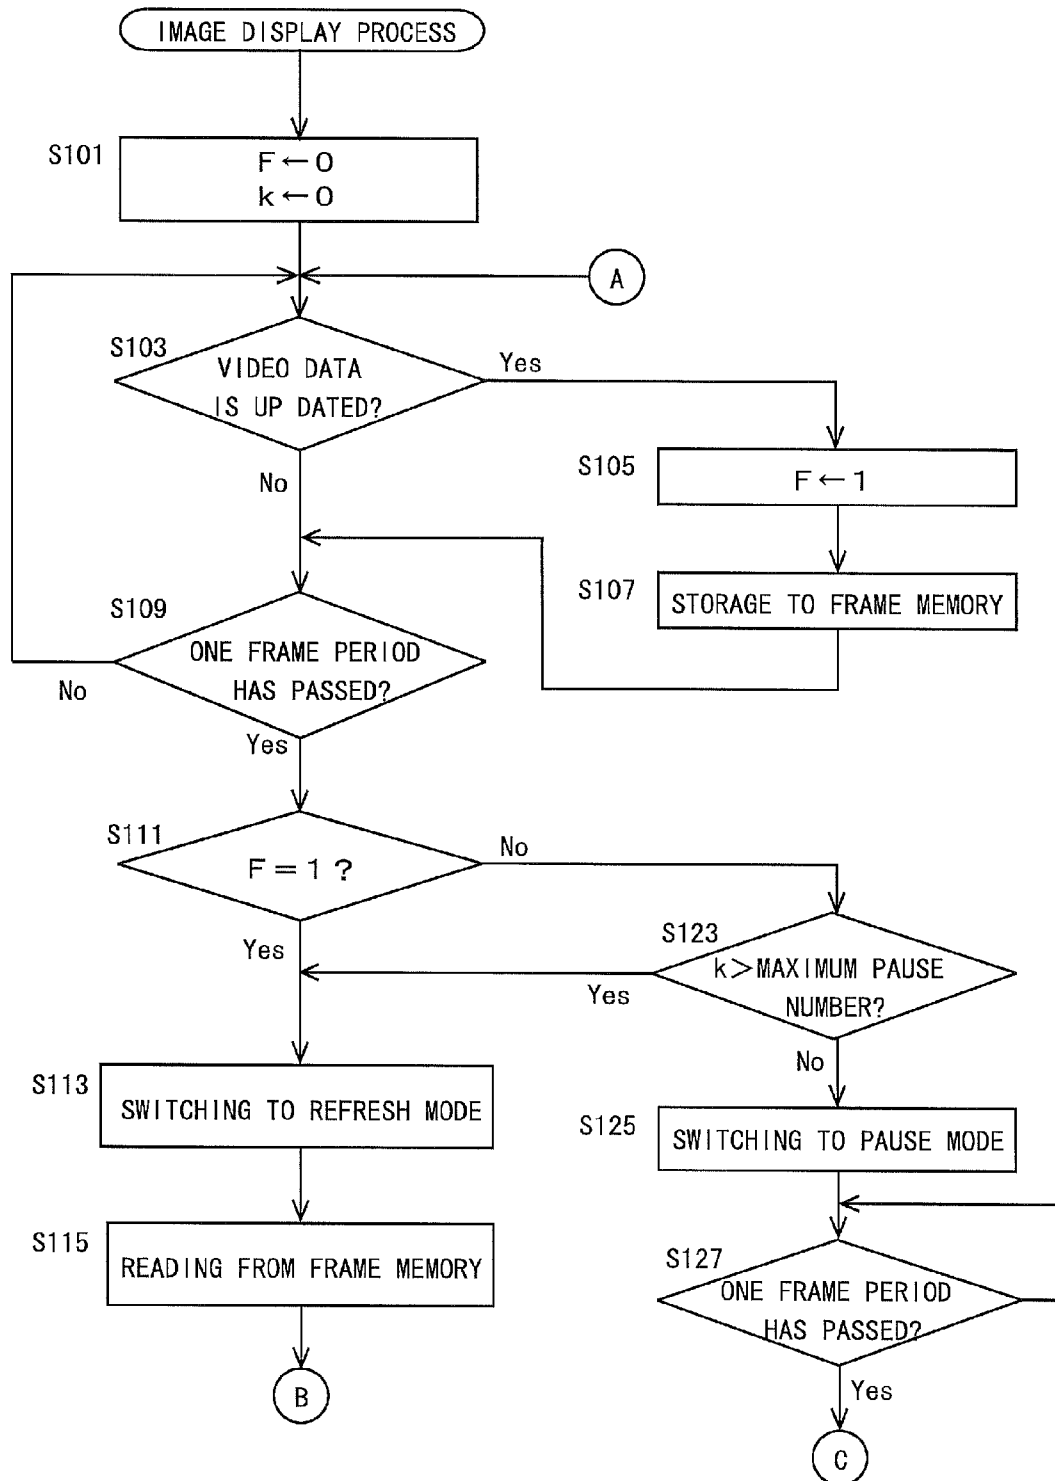 IMAGE DISPLAY PROCESS
S101
F←0
k←0
A
S103
VIDEO DATA
IS UP DATED?
Yes
No
S105
F←1
S107
STORAGE TO FRAME MEMORY
S109
ONE FRAME PERIOD
HAS PASSED?
No
Yes
S111
F=1?
No
Yes
S123
k>MAXIMUM PAUSE
NUMBER?
Yes
No
S113
SWITCHING TO REFRESH MODE
S125
SWITCHING TO PAUSE MODE
S115
READING FROM FRAME MEMORY
S127
ONE FRAME PERIOD
HAS PASSED?
Yes
B
C